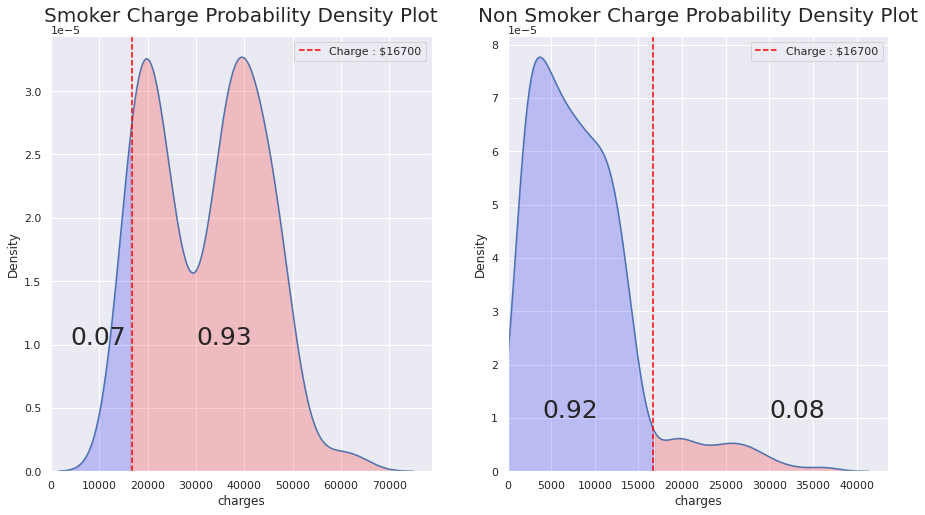 Smoker Charge Probability Density Plot
1e−5
Charge : $16700
3.0
2.5
2.0
1.5
1.0
0.5
0.0
Density
0.07
0.93
0 10000 20000 30000 40000 50000 60000 70000
charges
Non Smoker Charge Probability Density Plot
1e−5
Charge : $16700
8
7
6
5
4
3
2
1
0
Density
0.92
0.08
0 5000 10000 15000 20000 25000 30000 35000 40000
charges